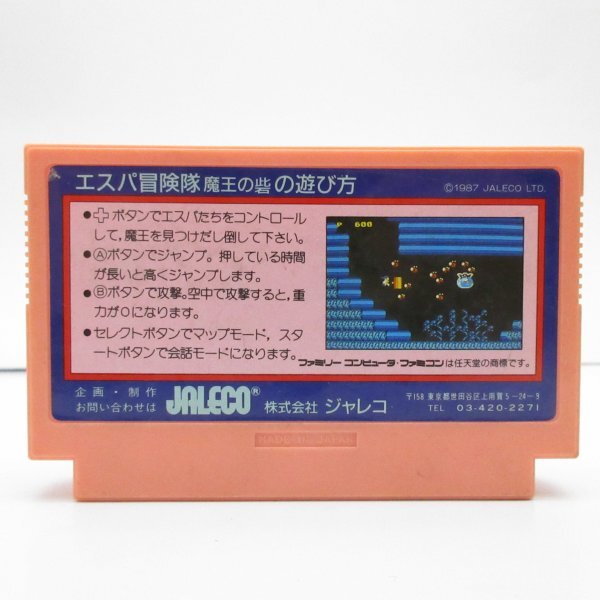 エスパ冒険隊 魔王の砦 の遊び方
©1987 JALECO LTD.
●✚ボタンでエスパたちをコントロール
して,魔王を見つけだし倒して下さい。
●Ⓐボタンでジャンプ。押している時間
が長いと高くジャンプします。
●Ⓑボタンで攻撃。空中で攻撃すると,重
力が0になります。
●セレクトボタンでマップモード,スタ
ートボタンで会話モードになります。
P 600
ファミリー コンピュータ・ファミコンは任天堂の商標です。
企画・制作
お問い合わせは
JALECO® 株式会社 ジャレコ
〒158 東京都世田谷区上用賀5-24-9
TEL 03-420-2271
MADE IN JAPAN